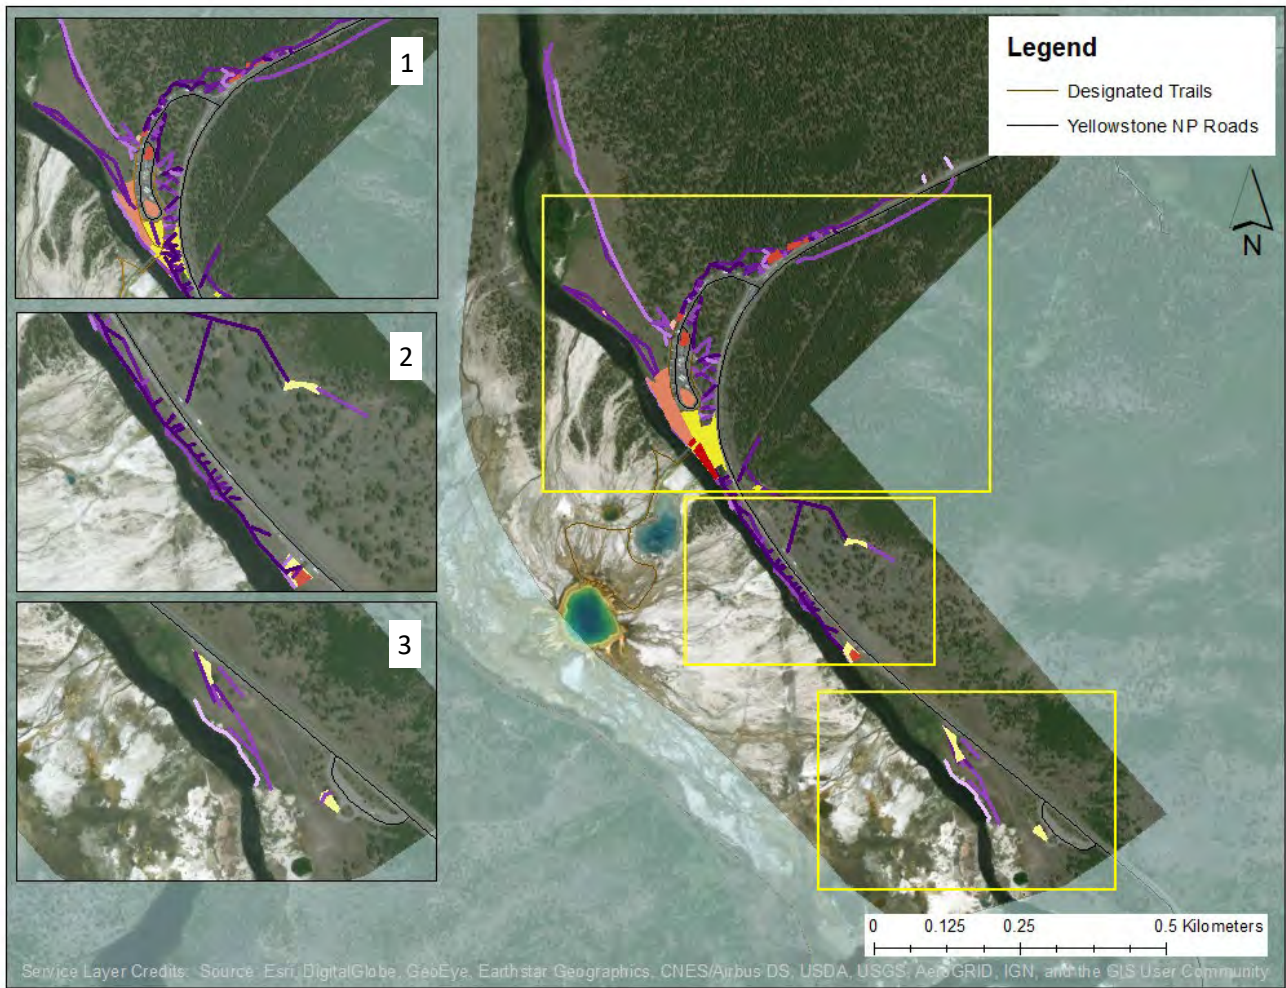 1
Legend
Designated Trails
Yellowstone NP Roads
N
2
3
0 0.125 0.25 0.5 Kilometers
Service Layer Credits: Source: Esri, DigitalGlobe, GeoEye, Earthstar Geographics, CNES/Airbus DS, USDA, USGS, AeroGRID, IGN, and the GIS User Community